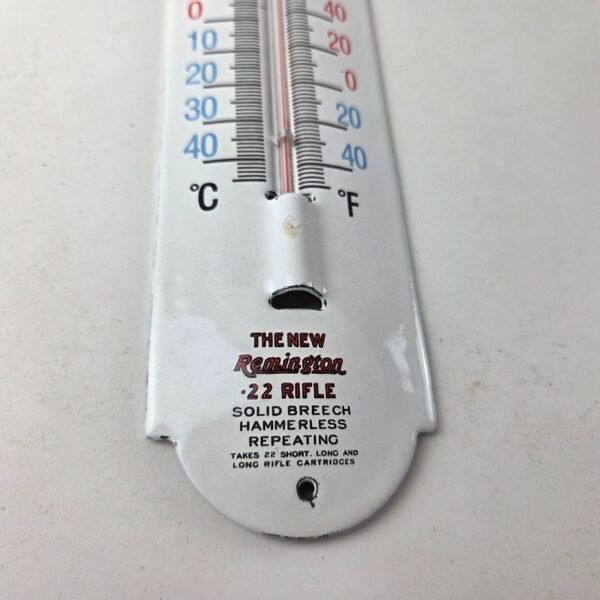 0 40
10 20
20 0
30 20
40 40
°C °F
THE NEW
Remington
.22 RIFLE
SOLID BREECH
HAMMERLESS
REPEATING
TAKES 22 SHORT, LONG AND
LONG RIFLE CARTRIDGES